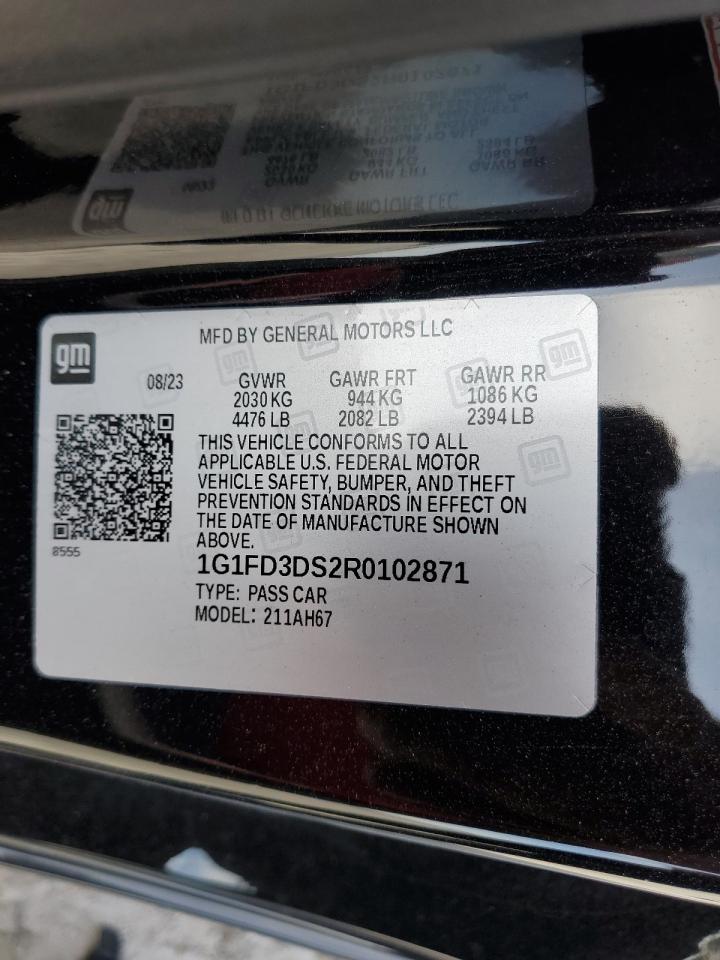 gm
MFD BY GENERAL MOTORS LLC
08/23 GVWR GAWR FRT GAWR RR
2030 KG 944 KG 1086 KG
4476 LB 2082 LB 2394 LB
THIS VEHICLE CONFORMS TO ALL
APPLICABLE U.S. FEDERAL MOTOR
VEHICLE SAFETY, BUMPER, AND THEFT
PREVENTION STANDARDS IN EFFECT ON
THE DATE OF MANUFACTURE SHOWN
ABOVE.
8555
1G1FD3DS2R0102871
TYPE: PASS CAR
MODEL: 211AH67